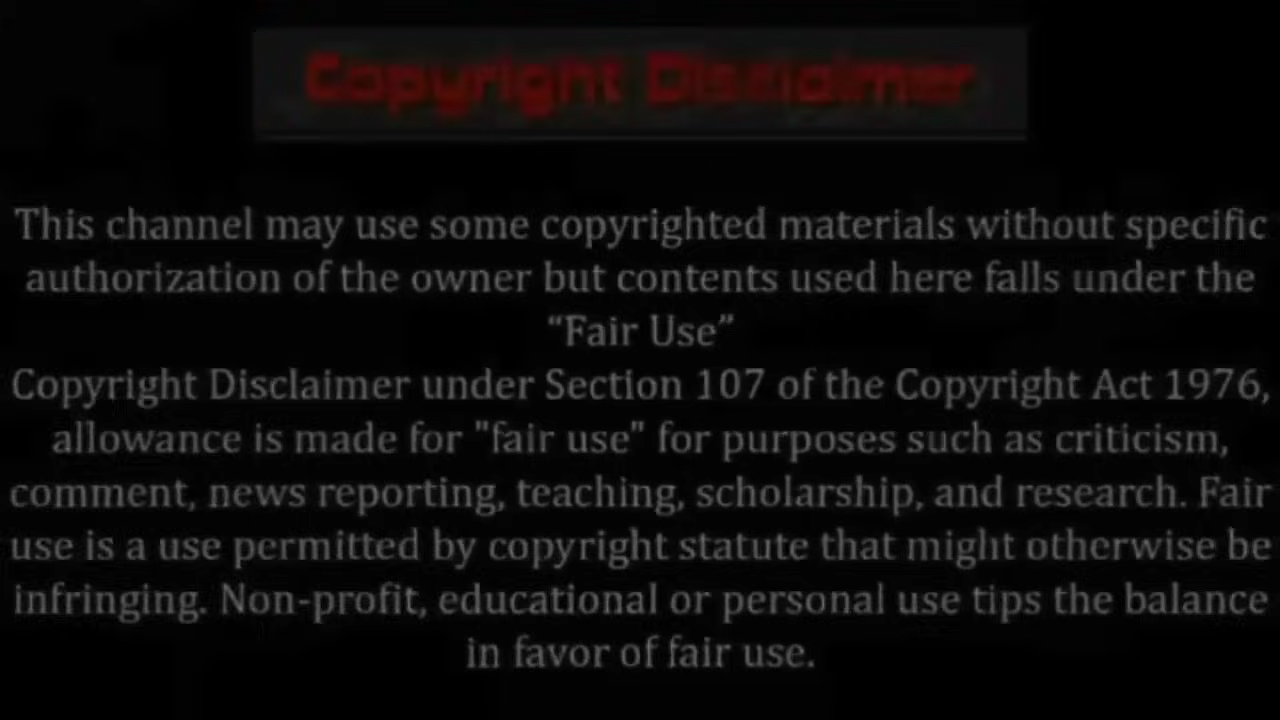 Copyright Disclaimer
This channel may use some copyrighted materials without specific
authorization of the owner but contents used here falls under the
“Fair Use”
Copyright Disclaimer under Section 107 of the Copyright Act 1976,
allowance is made for "fair use" for purposes such as criticism,
comment, news reporting, teaching, scholarship, and research. Fair
use is a use permitted by copyright statute that might otherwise be
infringing. Non-profit, educational or personal use tips the balance
in favor of fair use.